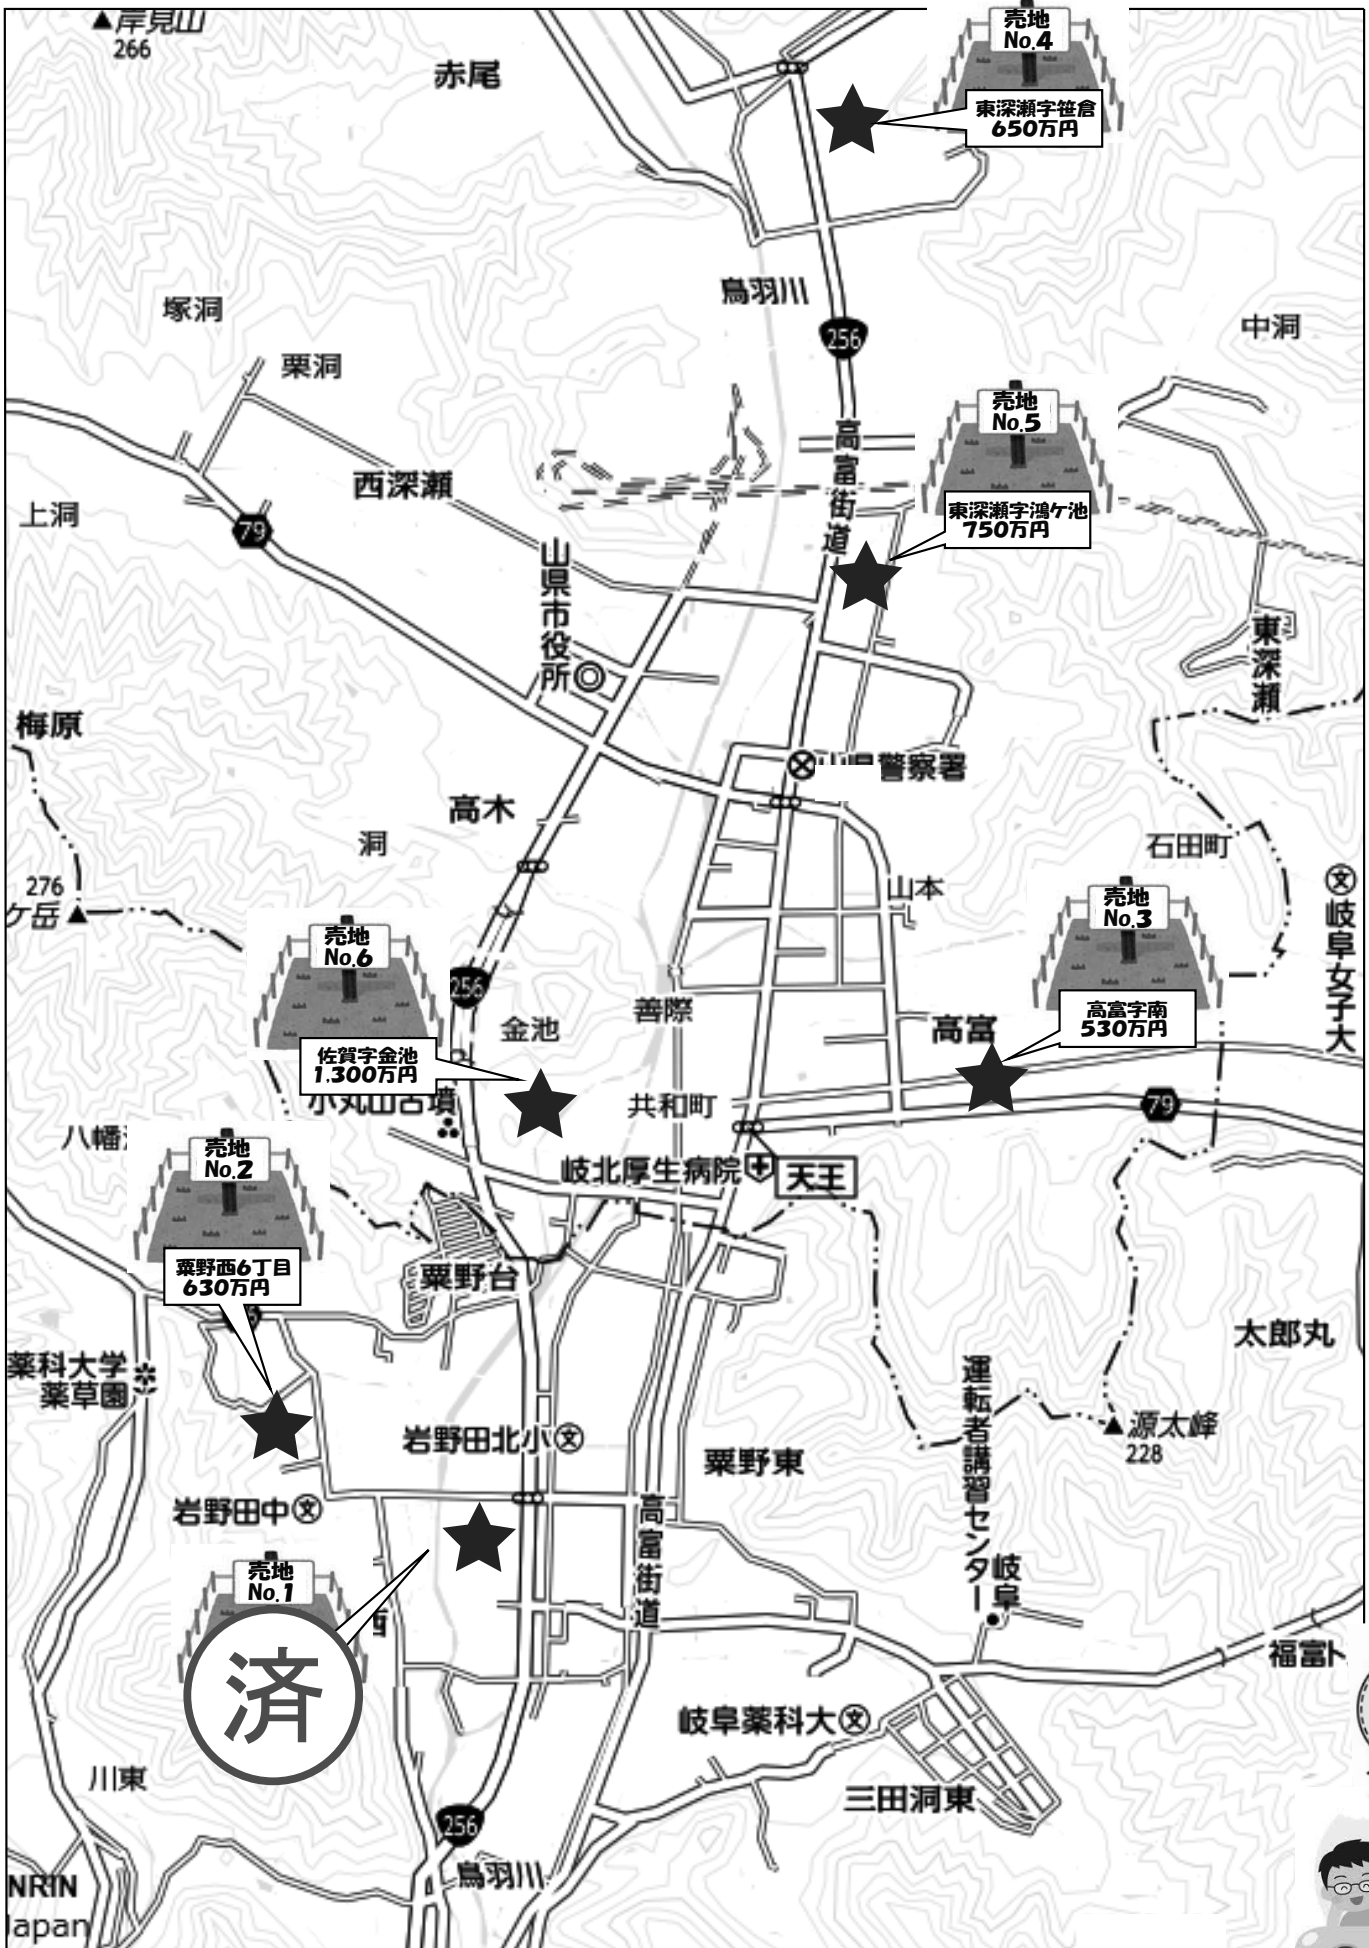 岸見山
266
赤尾
売地
No.4
東深瀬字笹倉
650万円
鳥羽川
塚洞
栗洞
256
中洞
売地
No.5
東深瀬字鴻ケ池
750万円
高富街道
西深瀬
上洞
79
山県市役所
東深瀬
梅原
警察署
高木
洞
石田町
276
ケ岳
山本
岐阜女子大
売地
No.3
高富字南
530万円
売地
No.6
佐賀字金池
1,300万円
256
金池
善際
高富
小丸山古墳
共和町
79
八幡
岐北厚生病院
天王
売地
No.2
粟野西6丁目
630万円
粟野台
太郎丸
薬科大学
薬草園
岩野田北小
文
粟野東
運転者講習センター
岐阜
源太峰
228
岩野田中
文
高富街道
売地
No.1
済
西
福富ト
岐阜薬科大
文
三田洞東
川東
256
鳥羽川
NRIN
Japan